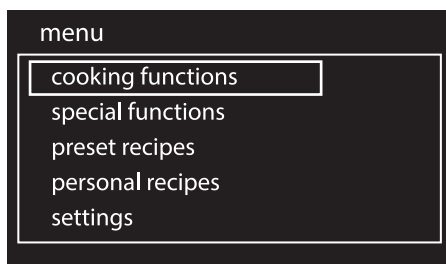 menu
cooking functions
special functions
preset recipes
personal recipes
settings